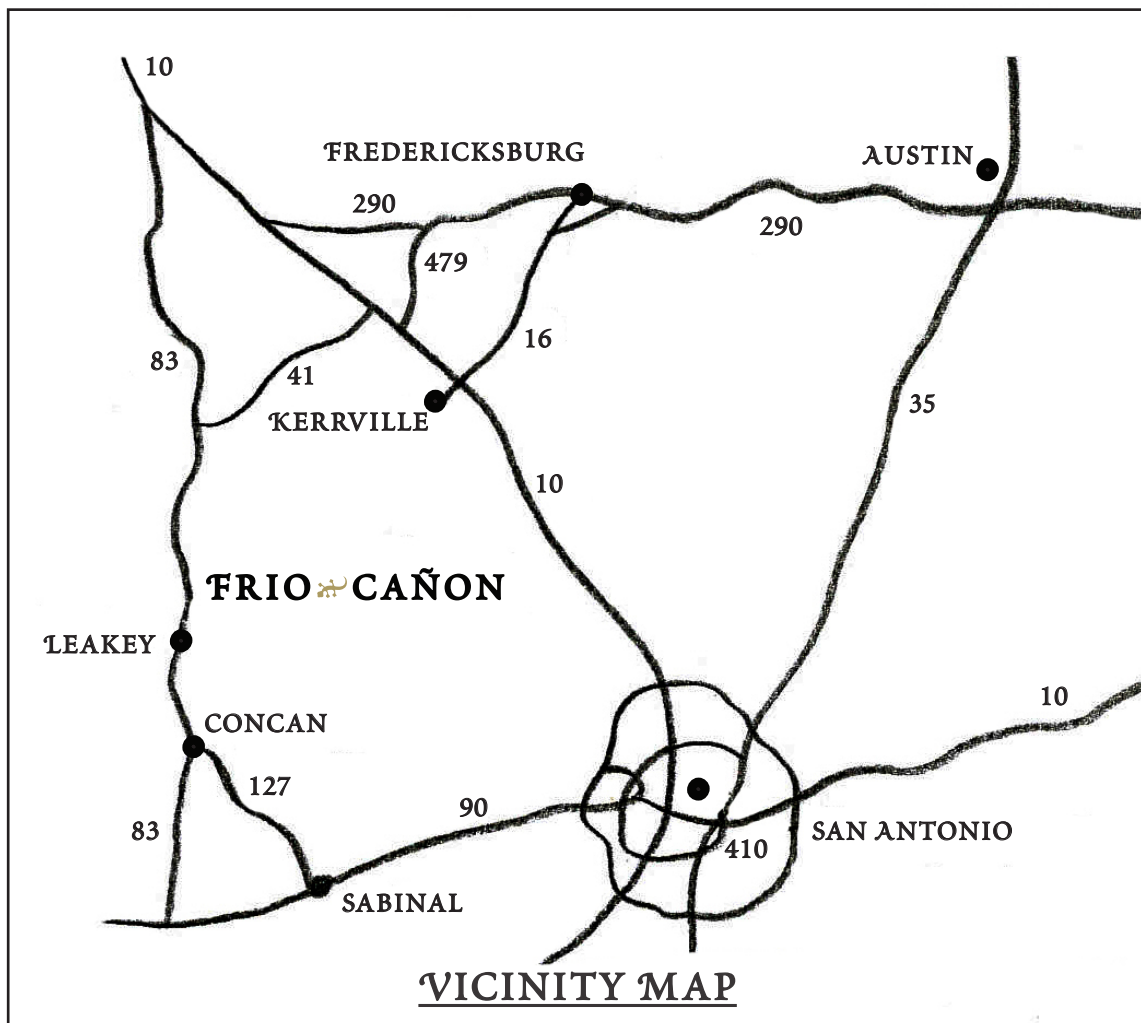 10
FREDERICKSBURG
AUSTIN
290
290
479
16
83
41
35
KERRVILLE
10
FRIO CAÑON
LEAKEY
10
CONCAN
127
90
83
SAN ANTONIO
410
SABINAL
VICINITY MAP